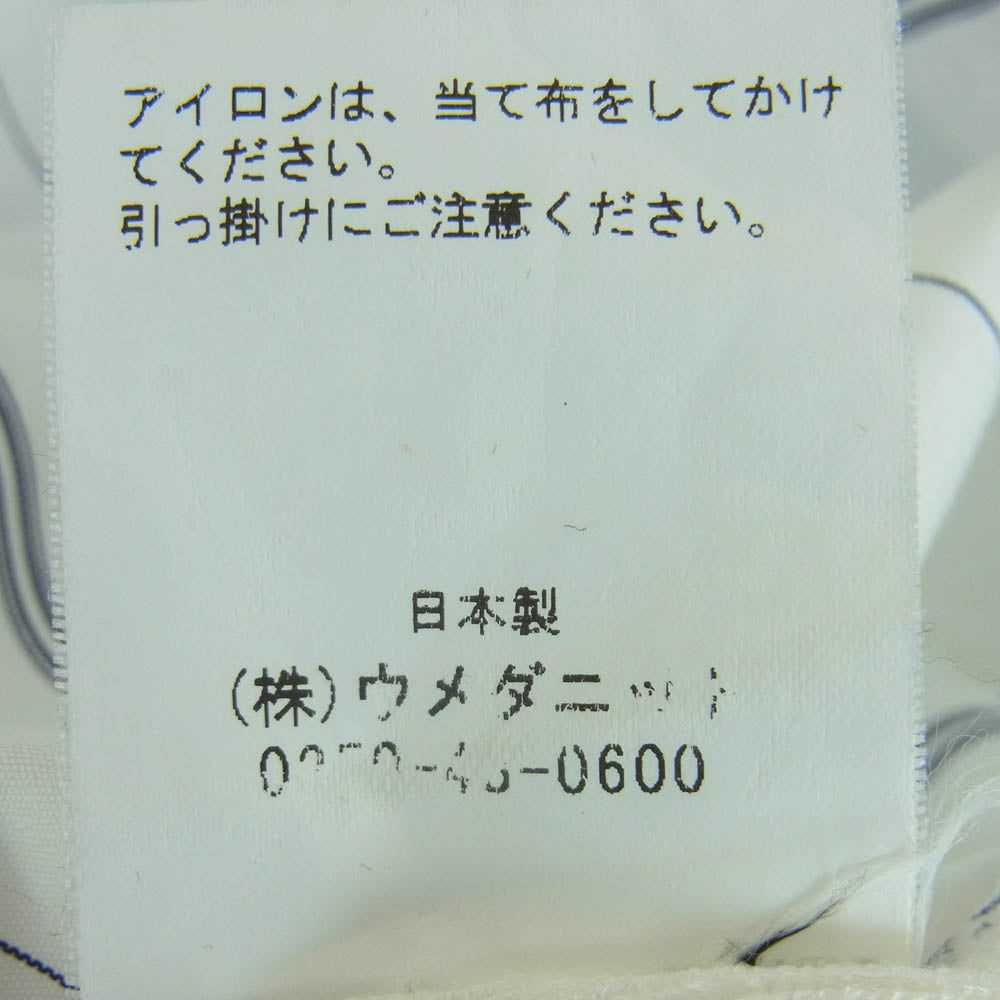 アイロンは、当て布をしてかけ
てください。
引っ掛けにご注意ください。
日本製
(株)ウメダニット